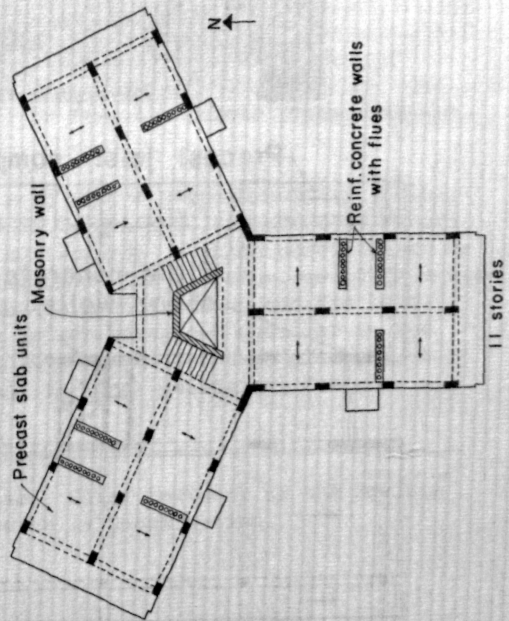 Precast slab units
Masonry wall
N
Reinf. concrete walls
with flues
11 stories